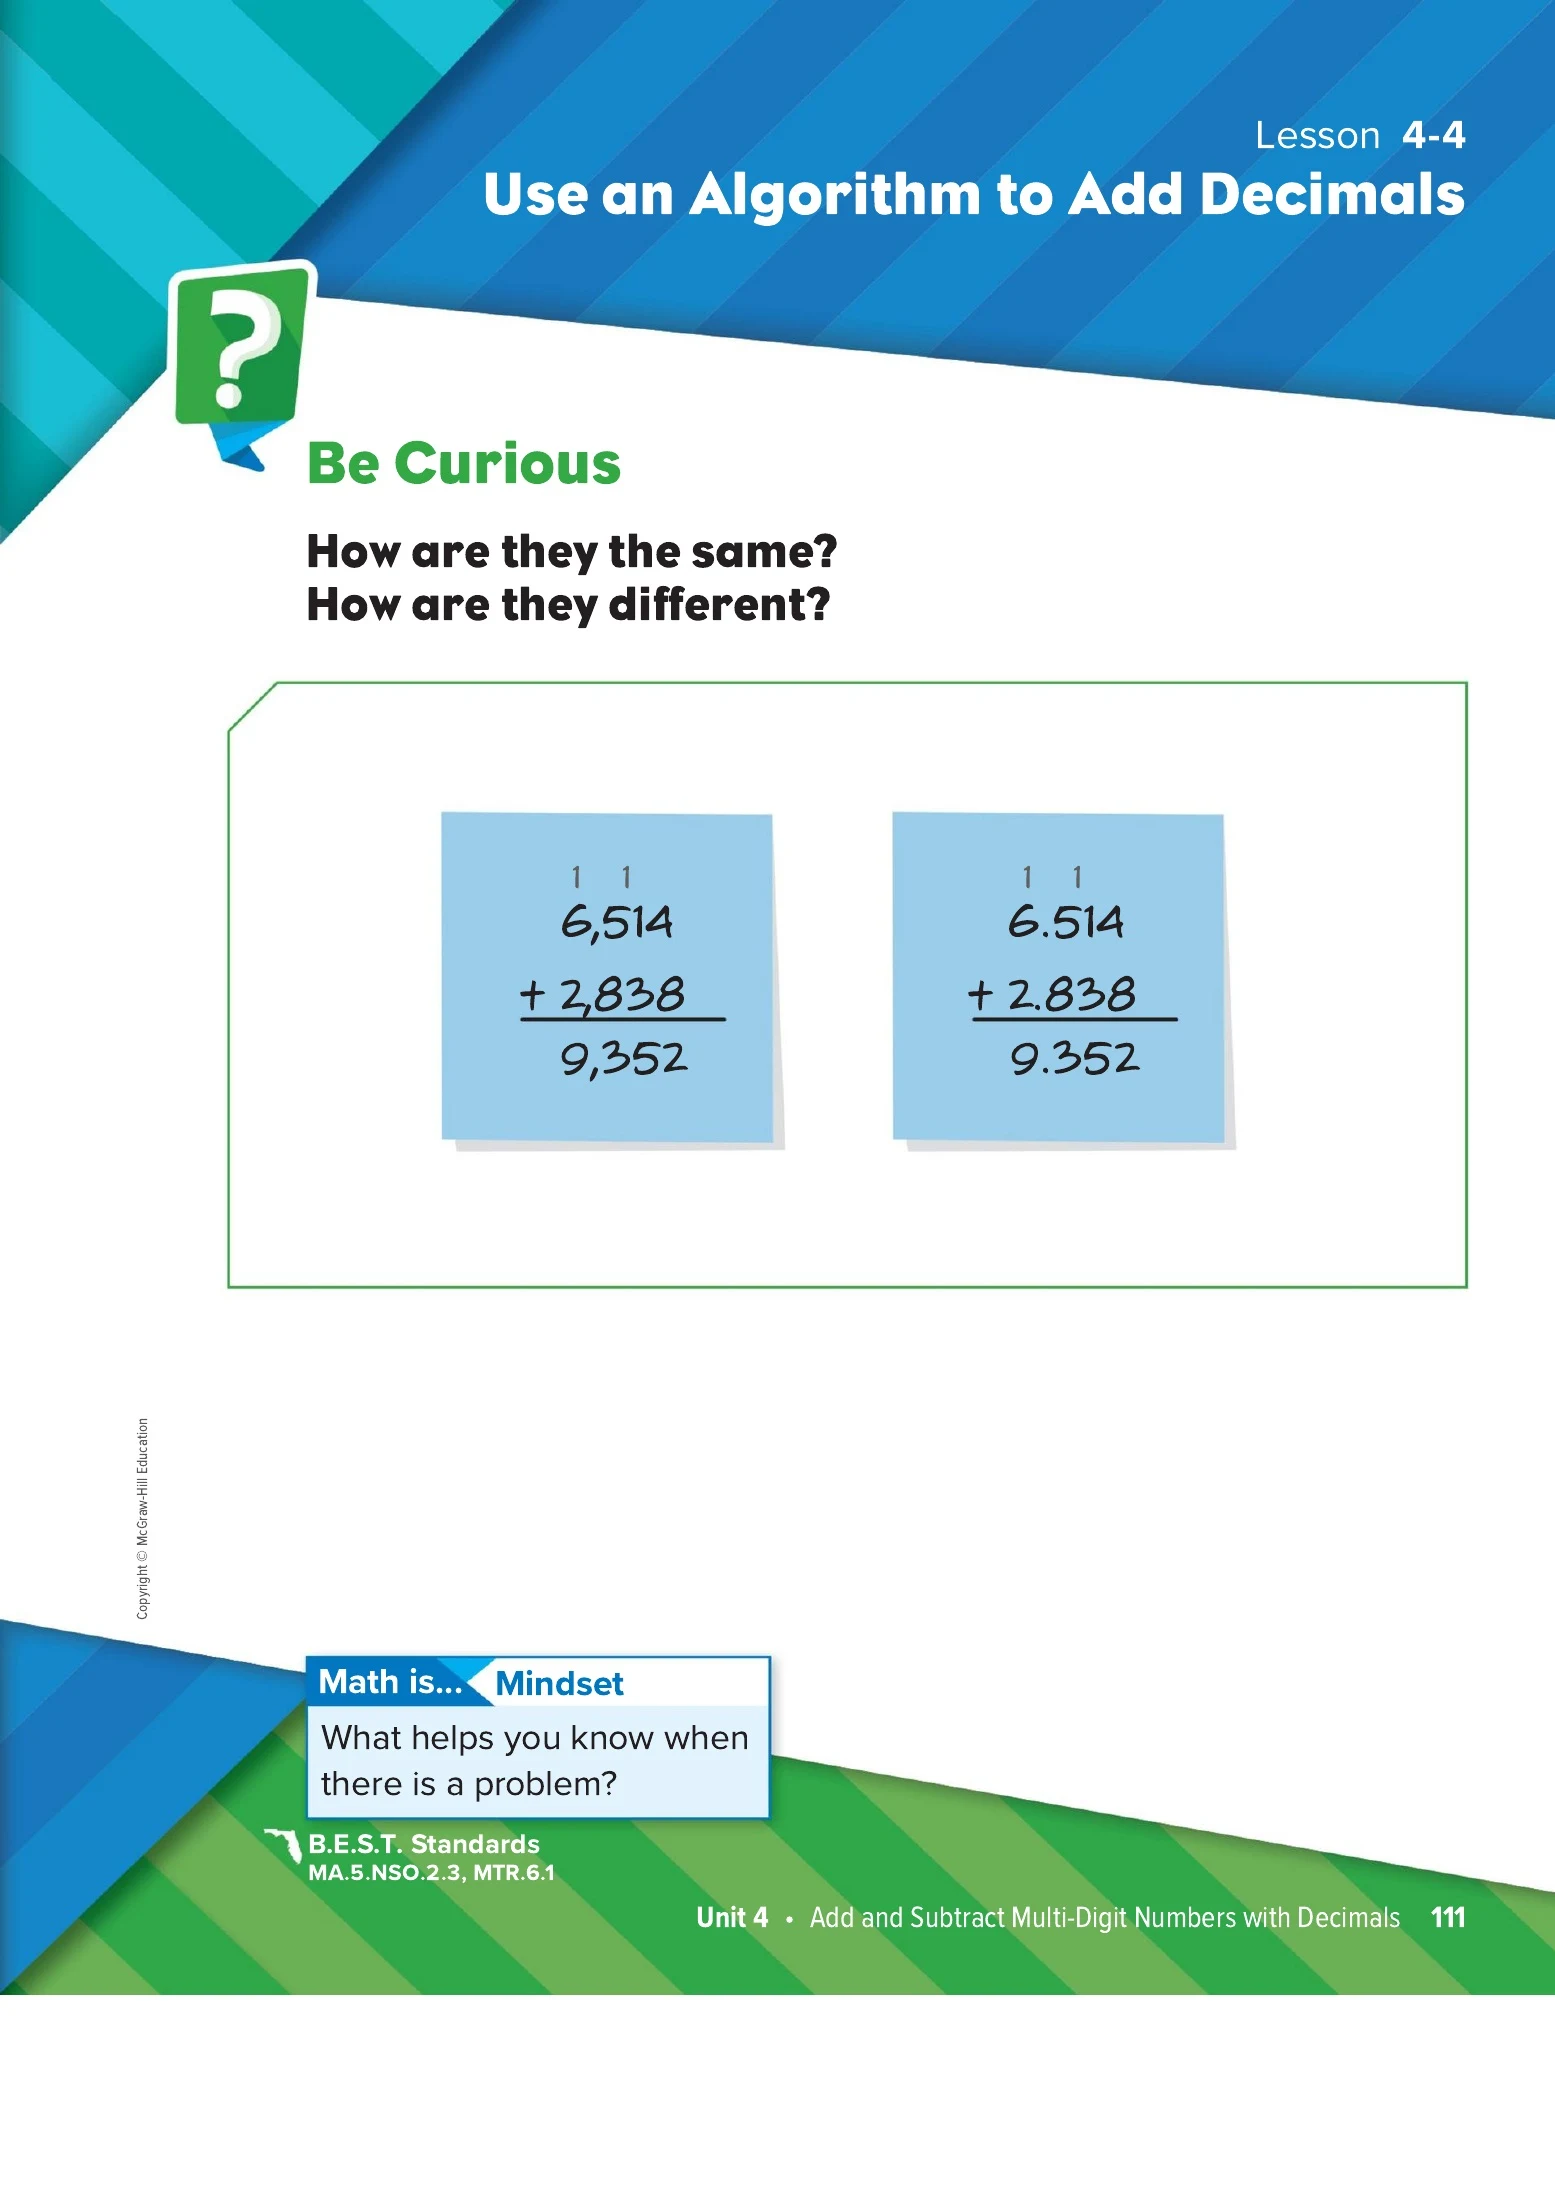 Lesson 4-4
Use an Algorithm to Add Decimals
?
Be Curious
How are they the same?
How are they different?
1 1
6,514
+ 2,838
9,352
1 1
6.514
+ 2.838
9.352
Copyright © McGraw-Hill Education
Math is... Mindset
What helps you know when
there is a problem?
B.E.S.T. Standards
MA.5.NSO.2.3, MTR.6.1
Unit 4 • Add and Subtract Multi-Digit Numbers with Decimals 111